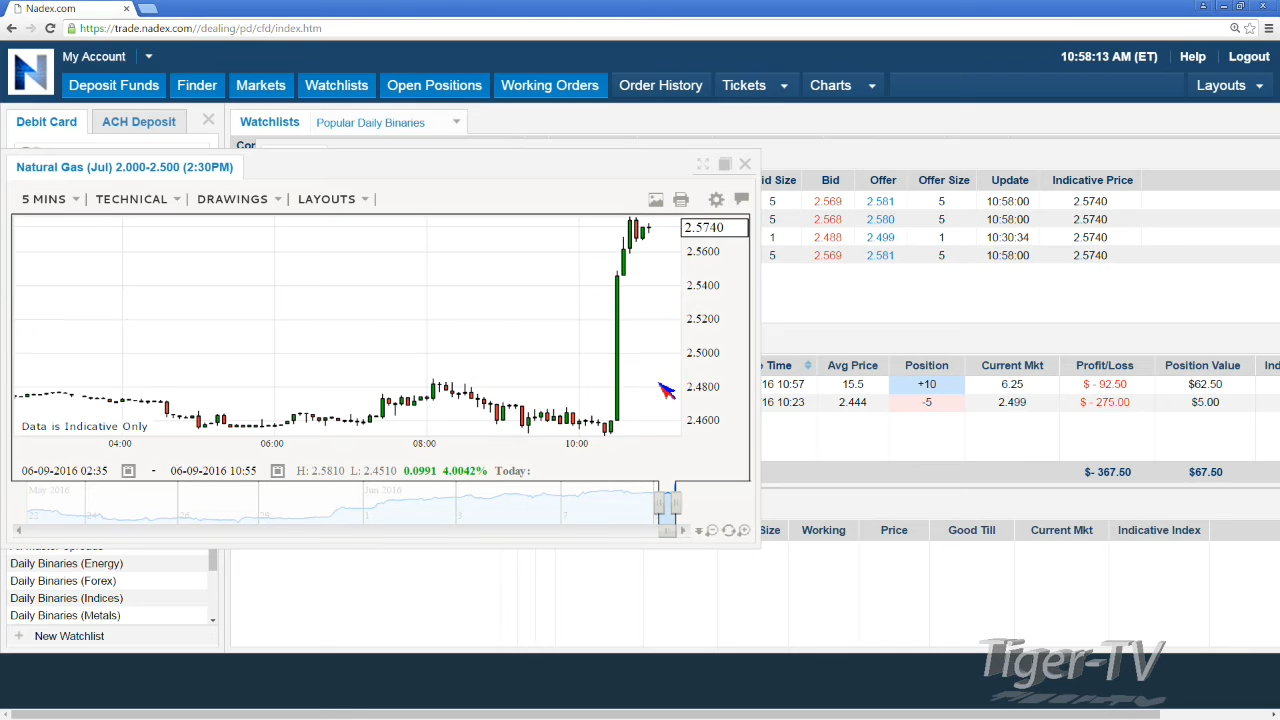 Nadex.com
https://trade.nadex.com//dealing/pd/cfd/index.htm
My Account
10:58:13 AM (ET) Help Logout
Deposit Funds Finder Markets Watchlists Open Positions Working Orders Order History Tickets Charts Layouts
Debit Card ACH Deposit Watchlists Popular Daily Binaries
Natural Gas (Jul) 2.000-2.500 (2:30PM)
5 MINS TECHNICAL DRAWINGS LAYOUTS
2.5740
2.5600
2.5400
2.5200
2.5000
2.4800
2.4600
Data is Indicative Only
04:00 06:00 08:00 10:00
06-09-2016 02:35 - 06-09-2016 10:55 H: 2.5810 L: 2.4510 0.0991 4.0042% Today:
May 2016 Jun 2016
22 24 26 28 1 3 7
id Size Bid Offer Offer Size Update Indicative Price
5 2.569 2.581 5 10:58:00 2.5740
5 2.568 2.580 5 10:58:00 2.5740
1 2.488 2.499 1 10:30:34 2.5740
5 2.569 2.581 5 10:58:00 2.5740
Time Avg Price Position Current Mkt Profit/Loss Position Value
16 10:57 15.5 +10 6.25 $ - 92.50 $62.50
16 10:23 2.444 -5 2.499 $ - 275.00 $5.00
$- 367.50 $67.50
Size Working Price Good Till Current Mkt Indicative Index
Daily Binaries (Energy)
Daily Binaries (Forex)
Daily Binaries (Indices)
Daily Binaries (Metals)
New Watchlist
Tiger-TV